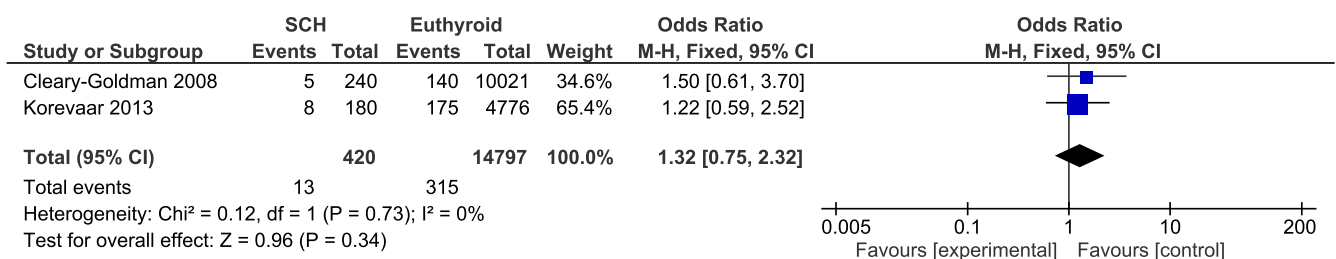 SCH Euthyroid Odds Ratio Odds Ratio
Study or Subgroup Events Total Events Total Weight M-H, Fixed, 95% CI M-H, Fixed, 95% CI
Cleary-Goldman 2008 5 240 140 10021 34.6% 1.50 [0.61, 3.70]
Korevaar 2013 8 180 175 4776 65.4% 1.22 [0.59, 2.52]
Total (95% CI) 420 14797 100.0% 1.32 [0.75, 2.32]
Total events 13 315
Heterogeneity: Chi² = 0.12, df = 1 (P = 0.73); I² = 0%
Test for overall effect: Z = 0.96 (P = 0.34)
0.005 0.1 1 10 200
Favours [experimental] Favours [control]